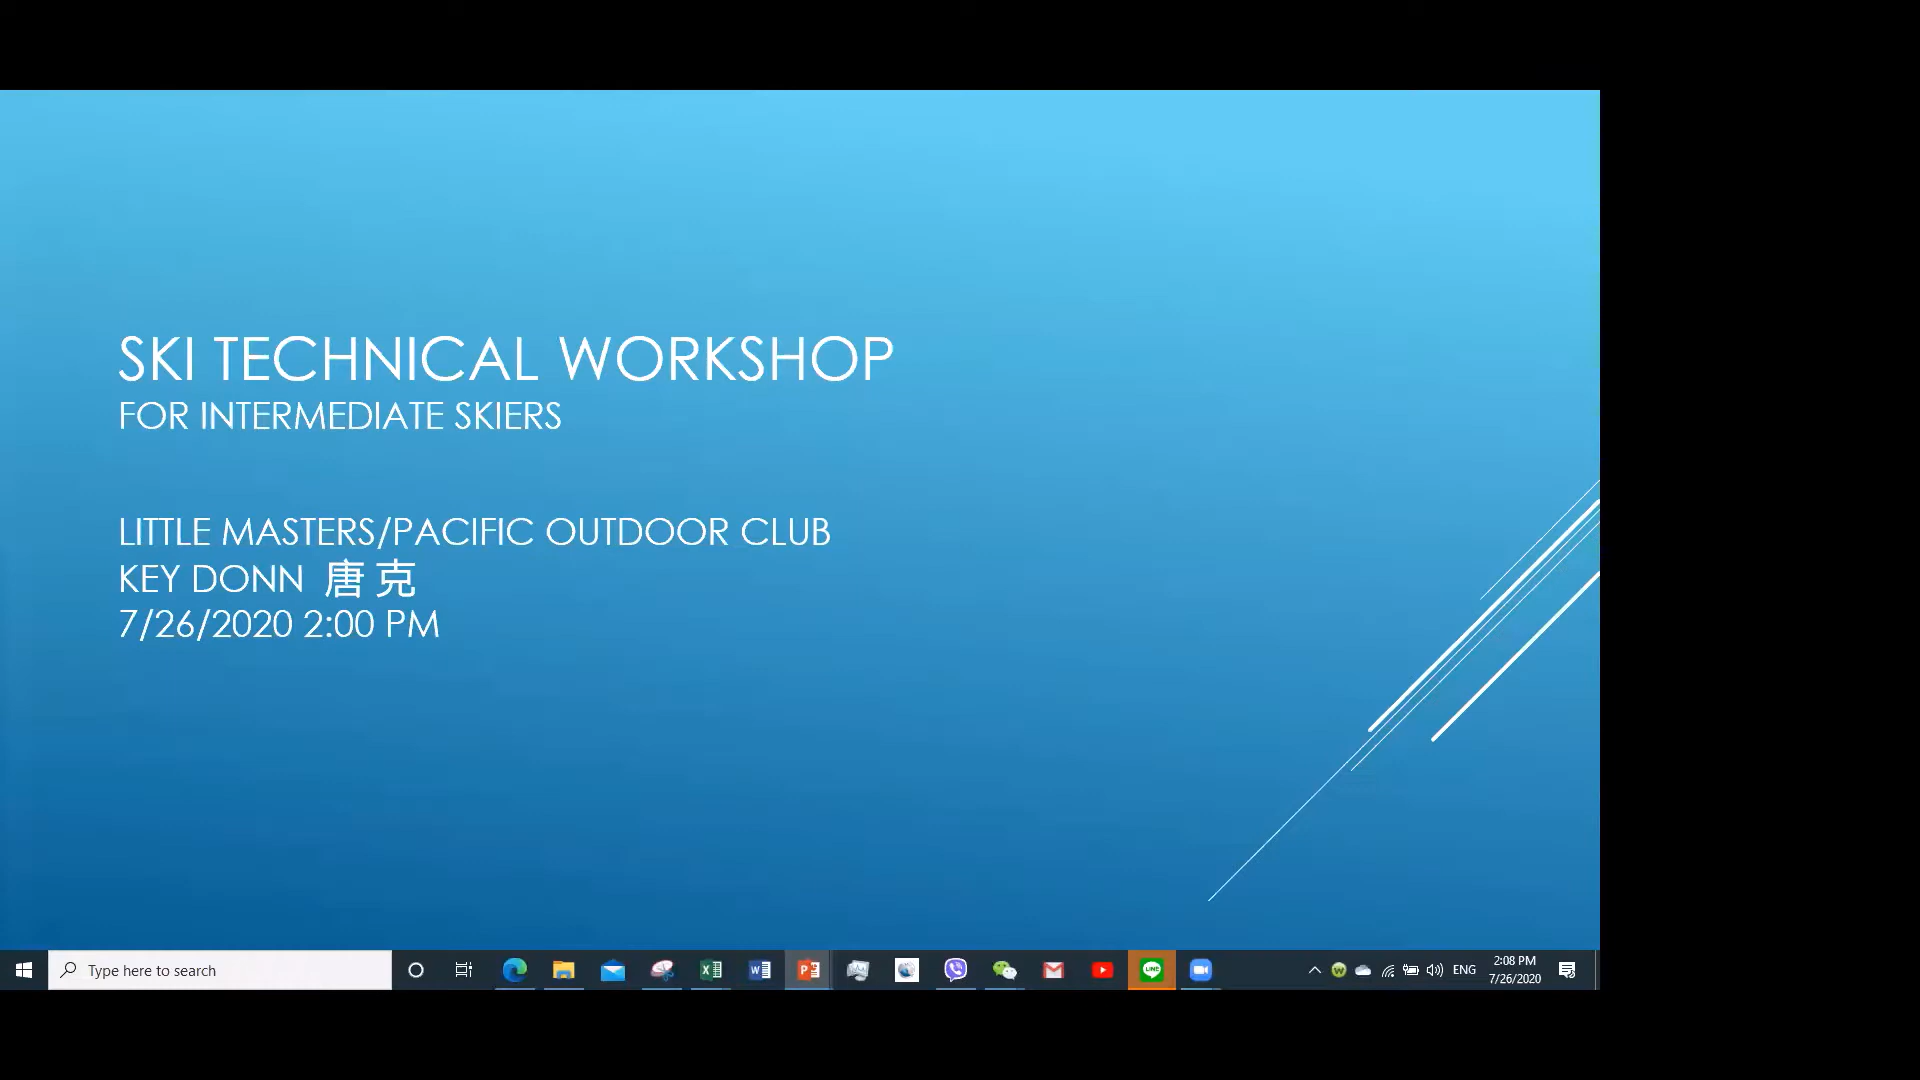 SKI TECHNICAL WORKSHOP
FOR INTERMEDIATE SKIERS
LITTLE MASTERS/PACIFIC OUTDOOR CLUB
KEY DONN 唐 克
7/26/2020 2:00 PM
Type here to search
ENG
2:08 PM
7/26/2020
LINE